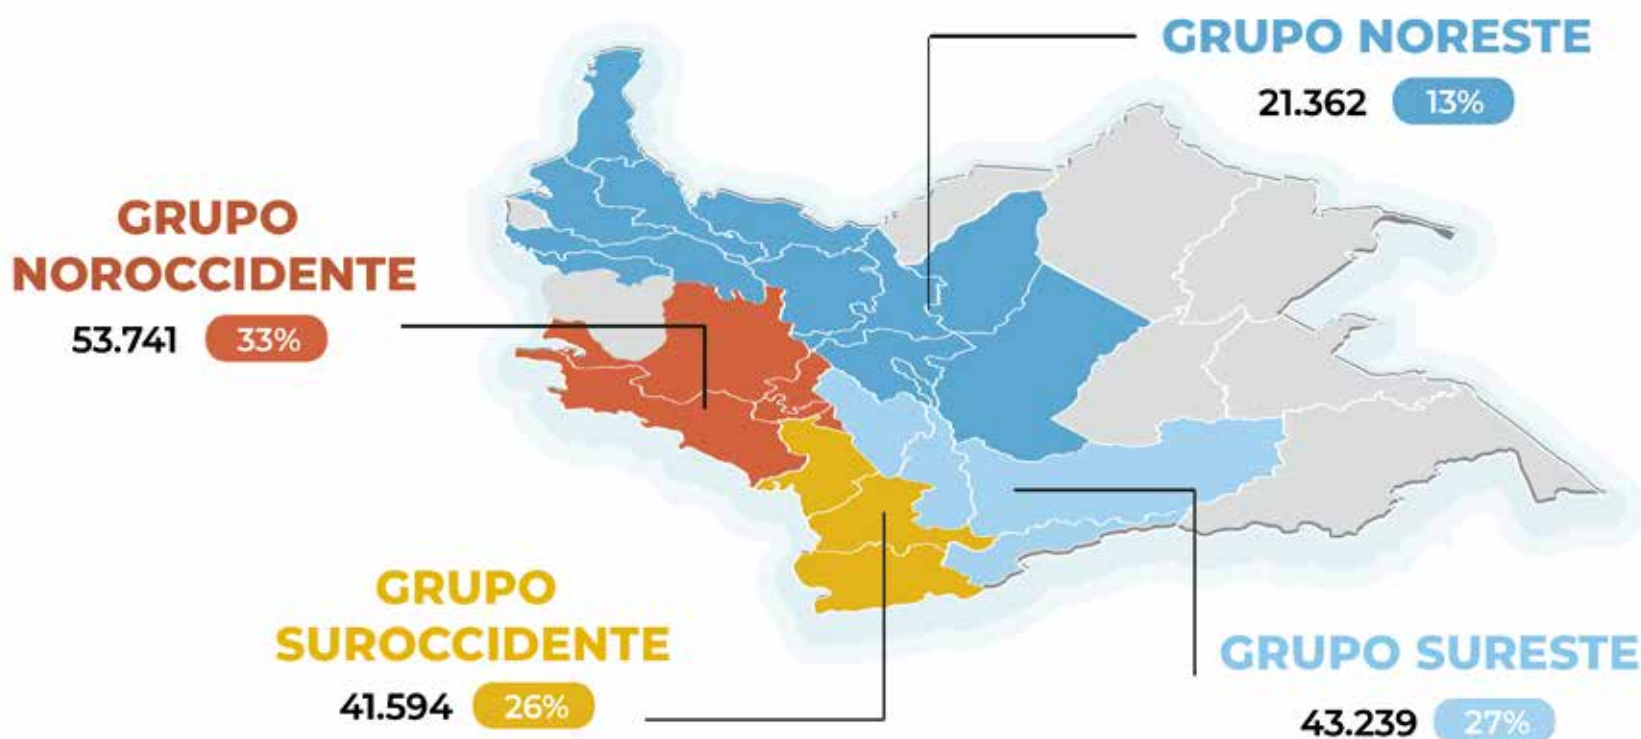 GRUPO NORESTE
21.362 13%
GRUPO
NOROCCIDENTE
53.741 33%
GRUPO
SUROCCIDENTE
41.594 26%
GRUPO SURESTE
43.239 27%